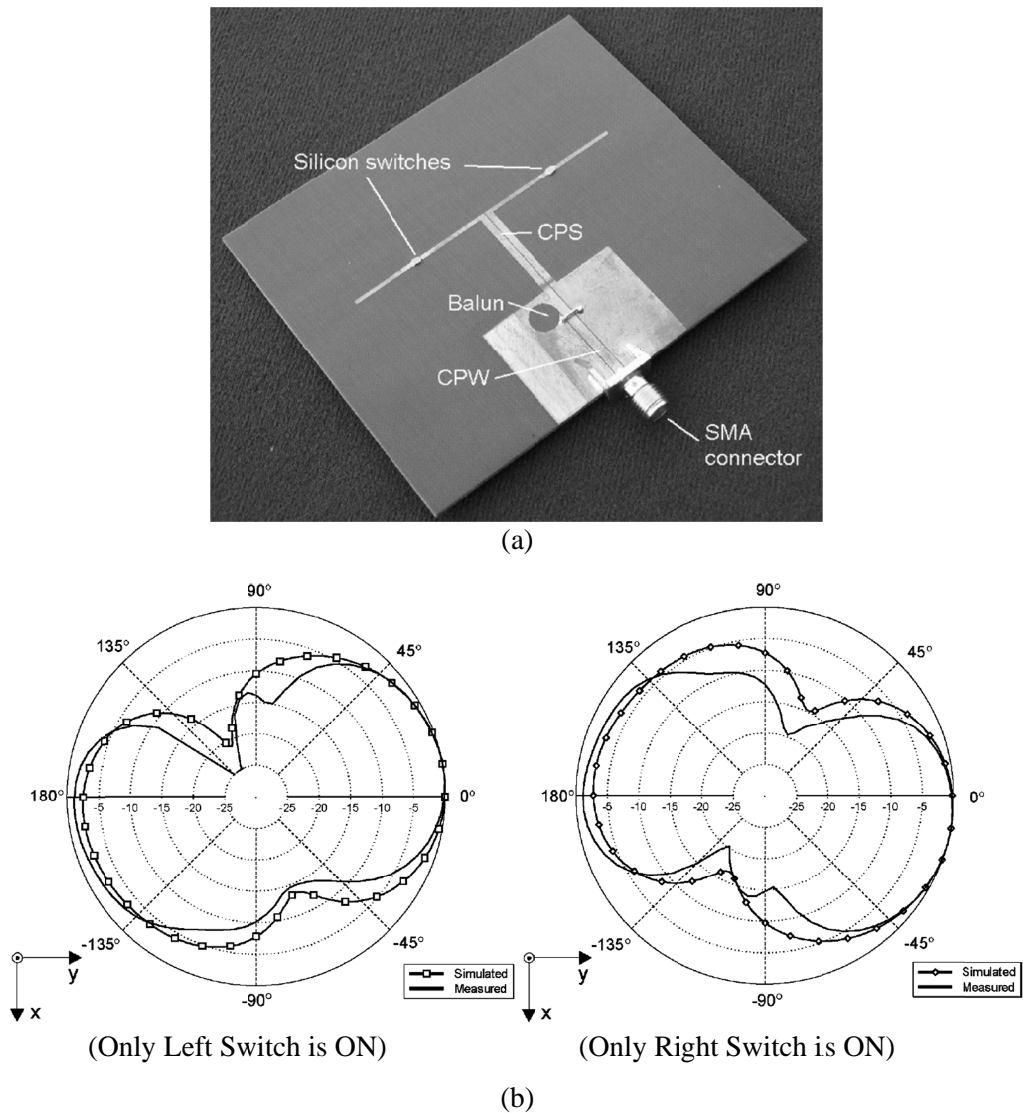 Silicon switches
CPS
Balun
CPW
SMA
connector
(a)
90°
135°
45°
180°
-5 -10 -15 -20 -25 -25 -20 -15 -10 -5
0°
-135°
-45°
-90°
y
x
Simulated
Measured
(Only Left Switch is ON)
90°
135°
45°
180°
-5 -10 -15 -20 -25 -25 -20 -15 -10 -5
0°
-135°
-45°
-90°
y
x
Simulated
Measured
(Only Right Switch is ON)
(b)